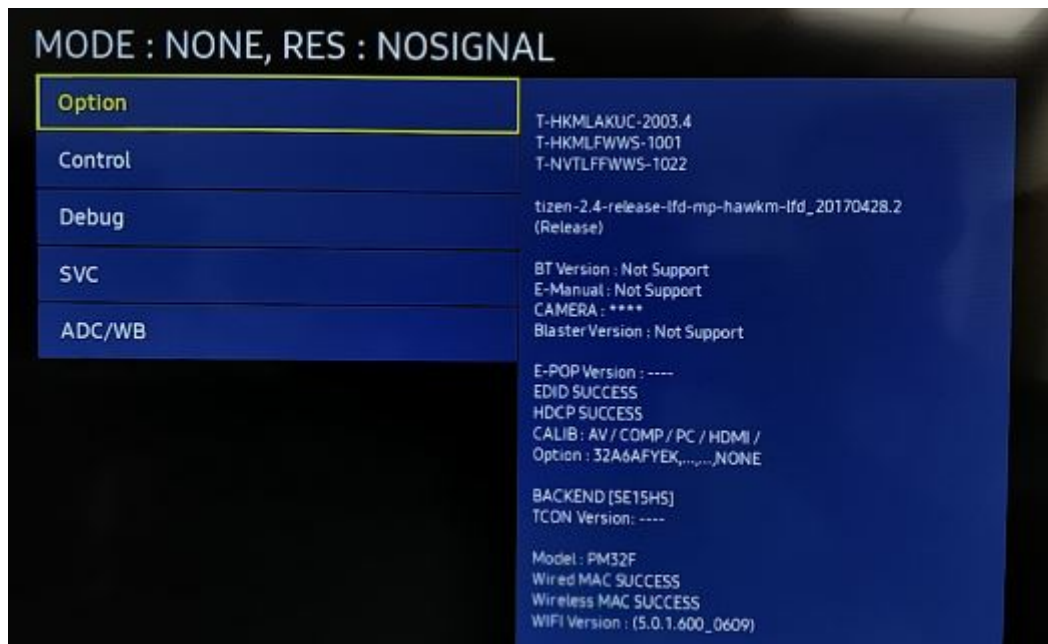 MODE : NONE, RES : NOSIGNAL
Option
Control
Debug
SVC
ADC/WB
T-HKMLAKUC-2003.4
T-HKMLFWWS-1001
T-NVTLFFWWS-1022
tizen-2.4-release-lfd-mp-hawkm-lfd_20170428.2
(Release)
BT Version : Not Support
E-Manual : Not Support
CAMERA : ****
Blaster Version : Not Support
E-POP Version : ----
EDID SUCCESS
HDCP SUCCESS
CALIB : AV / COMP / PC / HDMI /
Option : 32A6AFYEK,...,...,NONE
BACKEND [SE15HS]
TCON Version: ----
Model : PM32F
Wired MAC SUCCESS
Wireless MAC SUCCESS
WIFI Version : (5.0.1.600_0609)